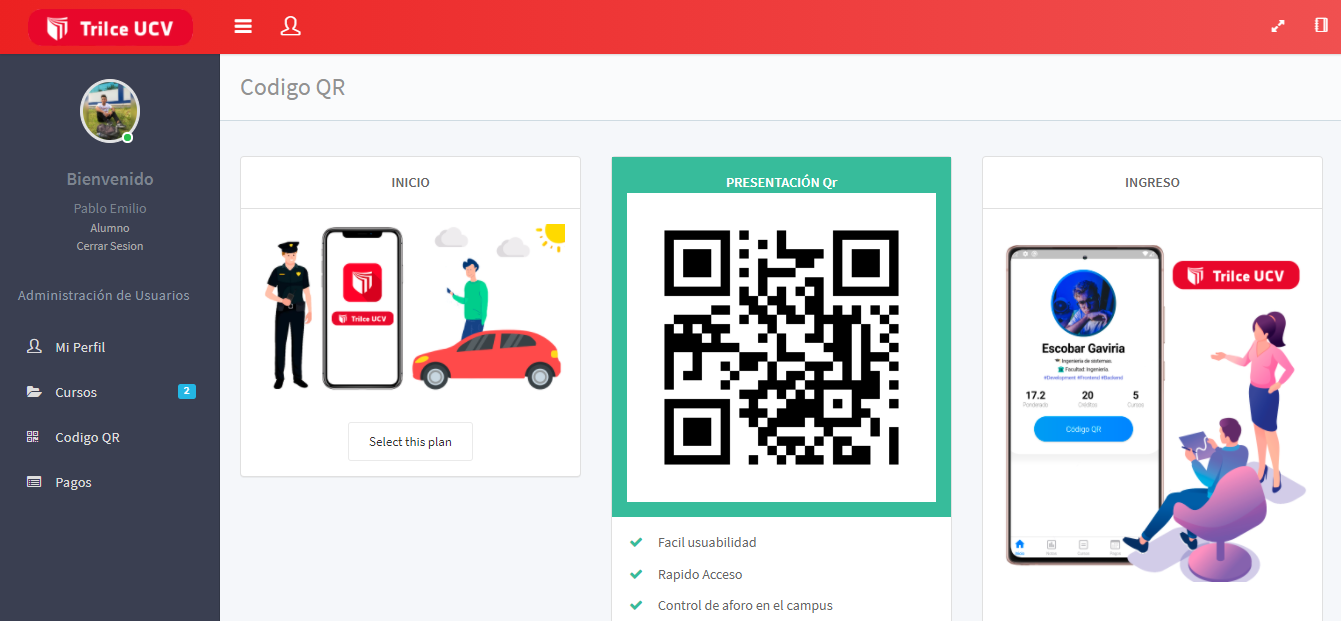 Trilce UCV
Codigo QR
Bienvenido
Pablo Emilio
Alumno
Cerrar Sesion
Administración de Usuarios
Mi Perfil
Cursos 2
Codigo QR
Pagos
INICIO
Trilce UCV
Select this plan
PRESENTACIÓN Qr
Facil usuabilidad
Rapido Acceso
Control de aforo en el campus
INGRESO
Trilce UCV
Escobar Gaviria
Ingeniería de sistemas
Facultad: Ingeniería.
#Development #Frontend #Backend
17.2 20 5
Ponderado Créditos Cursos
Código QR
Inicio